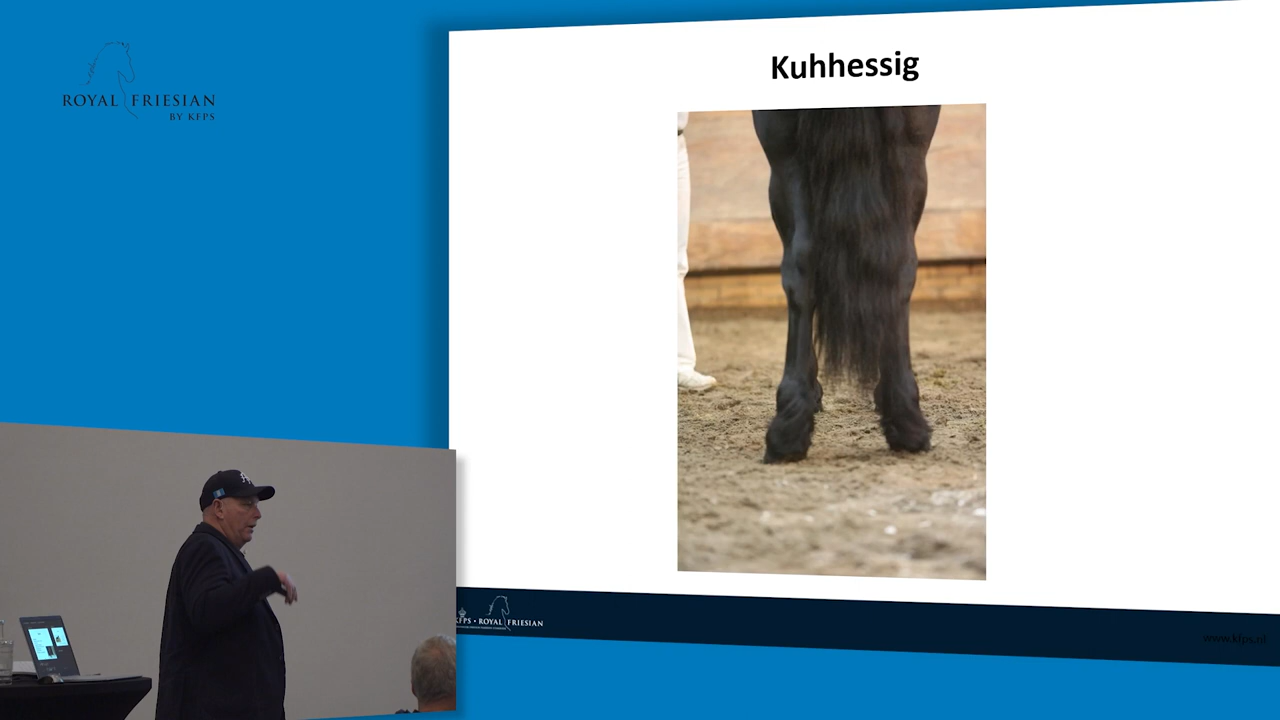 ROYAL FRIESIAN
BY KFPS
Kuhhessig
KFPS • ROYAL FRIESIAN
www.kfps.nl